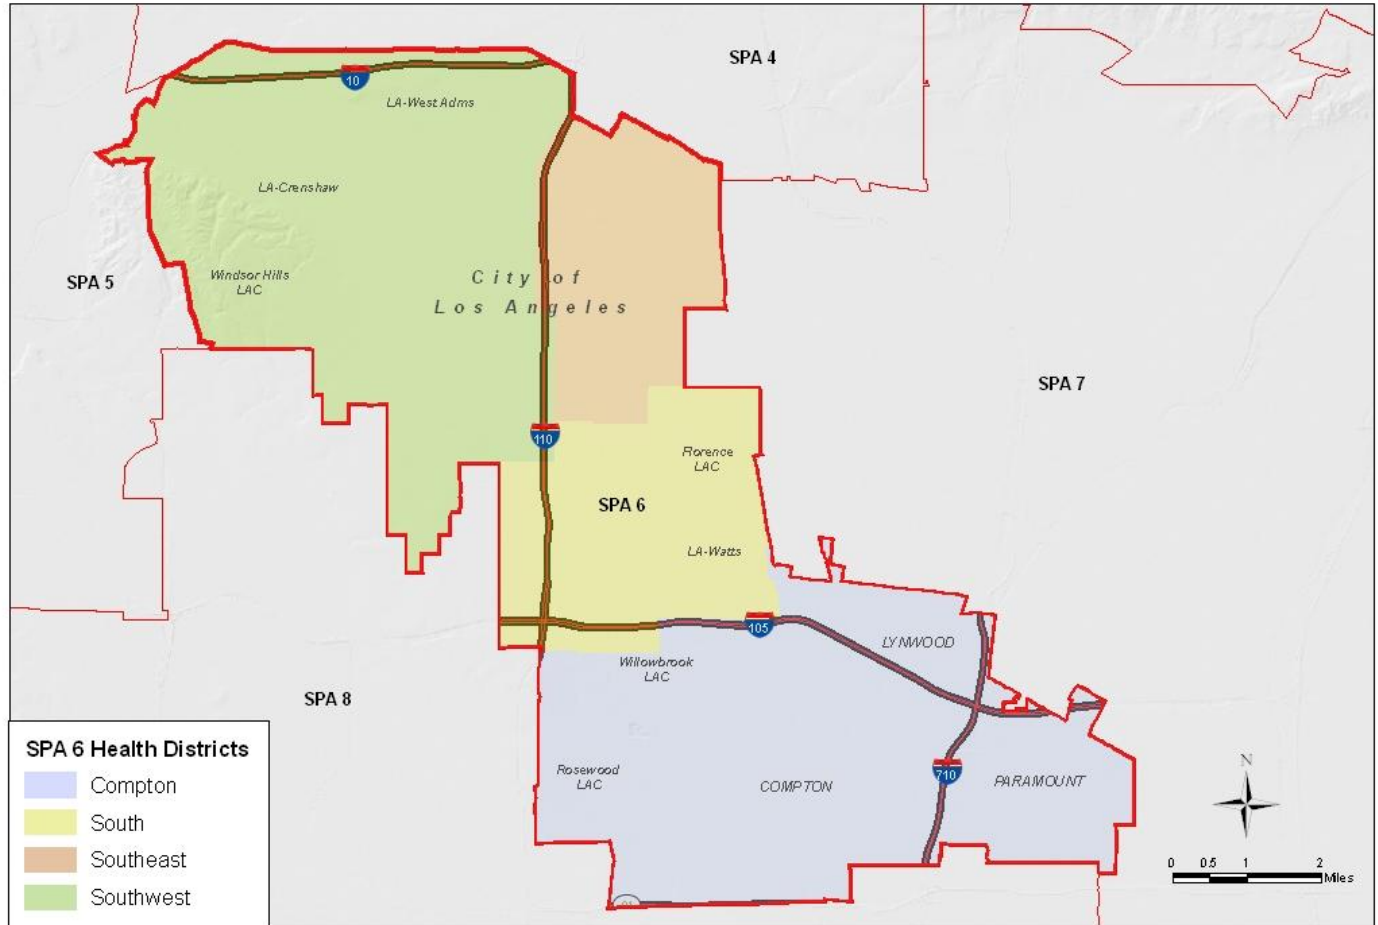 SPA 4
10
LA-West Adms
LA-Crenshaw
SPA 5
Windsor Hills
LAC
City of
Los Angeles
SPA 7
110
Florence
LAC
SPA 6
LA-Watts
105
LYNWOOD
Willowbrook
LAC
SPA 8
Rosewood
LAC
COMPTON
710
PARAMOUNT
SPA 6 Health Districts
Compton
South
Southeast
Southwest
N
0 0.5 1 2
Miles